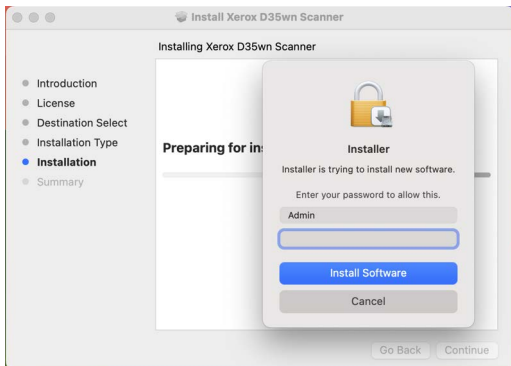 Install Xerox D35wn Scanner
Installing Xerox D35wn Scanner
Introduction
License
Destination Select
Installation Type
Installation
Summary
Preparing for ins
Installer
Installer is trying to install new software.
Enter your password to allow this.
Admin
Install Software
Cancel
Go Back
Continue